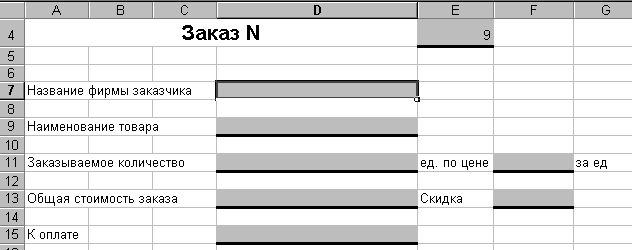 A B C D E F G
4 Заказ N 9
5
6
7 Название фирмы заказчика
8
9 Наименование товара
10
11 Заказываемое количество ед. по цене за ед
12
13 Общая стоимость заказа Скидка
14
15 К оплате